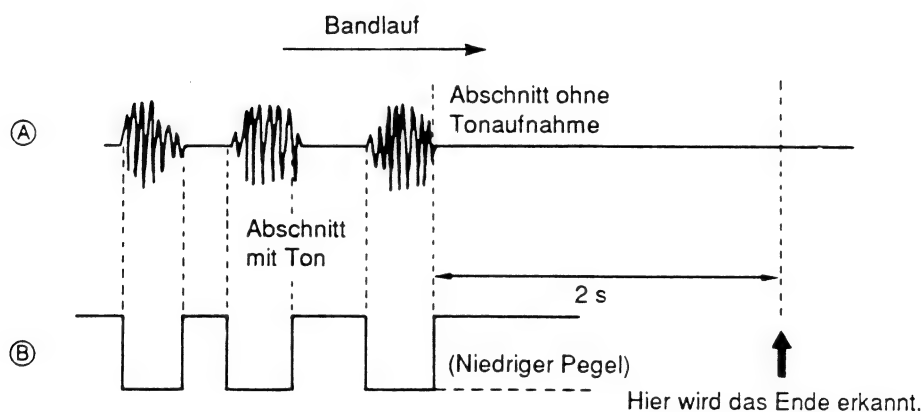 Bandlauf
Abschnitt ohne
Tonaufnahme
A
Abschnitt
mit Ton
2 s
B
(Niedriger Pegel)
Hier wird das Ende erkannt.